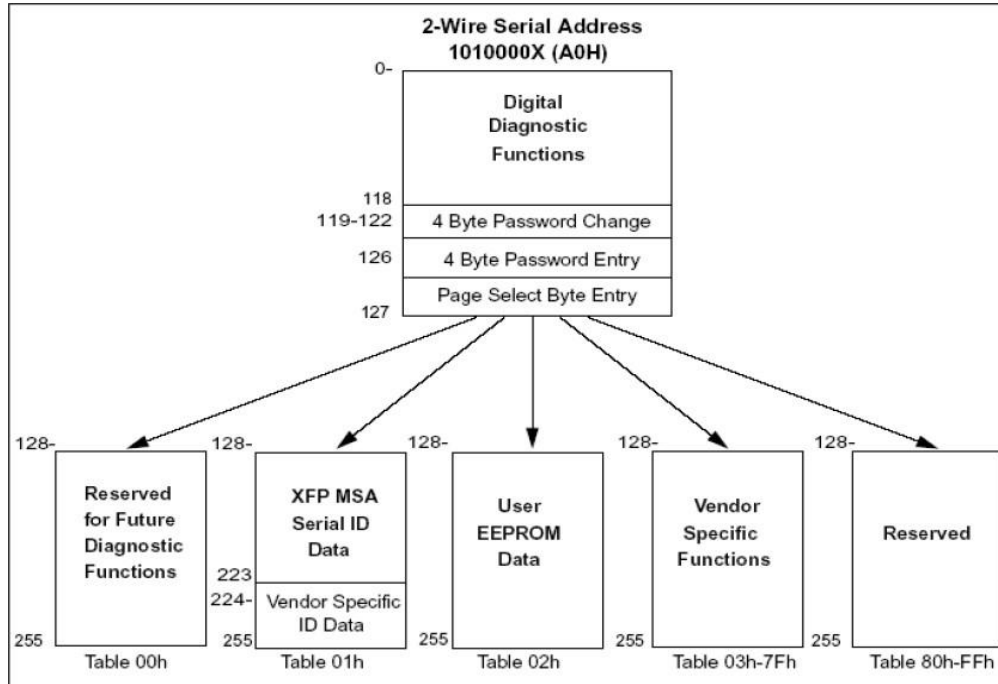 2-Wire Serial Address
1010000X (A0H)
0-
Digital
Diagnostic
Functions
118
119-122
4 Byte Password Change
126
4 Byte Password Entry
Page Select Byte Entry
127
128-
128-
128-
128-
128-
Reserved
for Future
Diagnostic
Functions
XFP MSA
Serial ID
Data
User
EEPROM
Data
Vendor
Specific
Functions
Reserved
223
224-
Vendor Specific
ID Data
255
255
255
255
255
Table 00h
Table 01h
Table 02h
Table 03h-7Fh
Table 80h-FFh